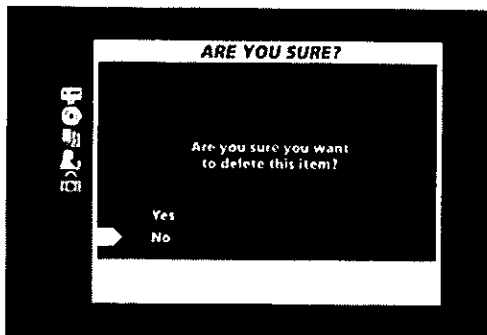 ARE YOU SURE?
Are you sure you want
to delete this item?
Yes
No